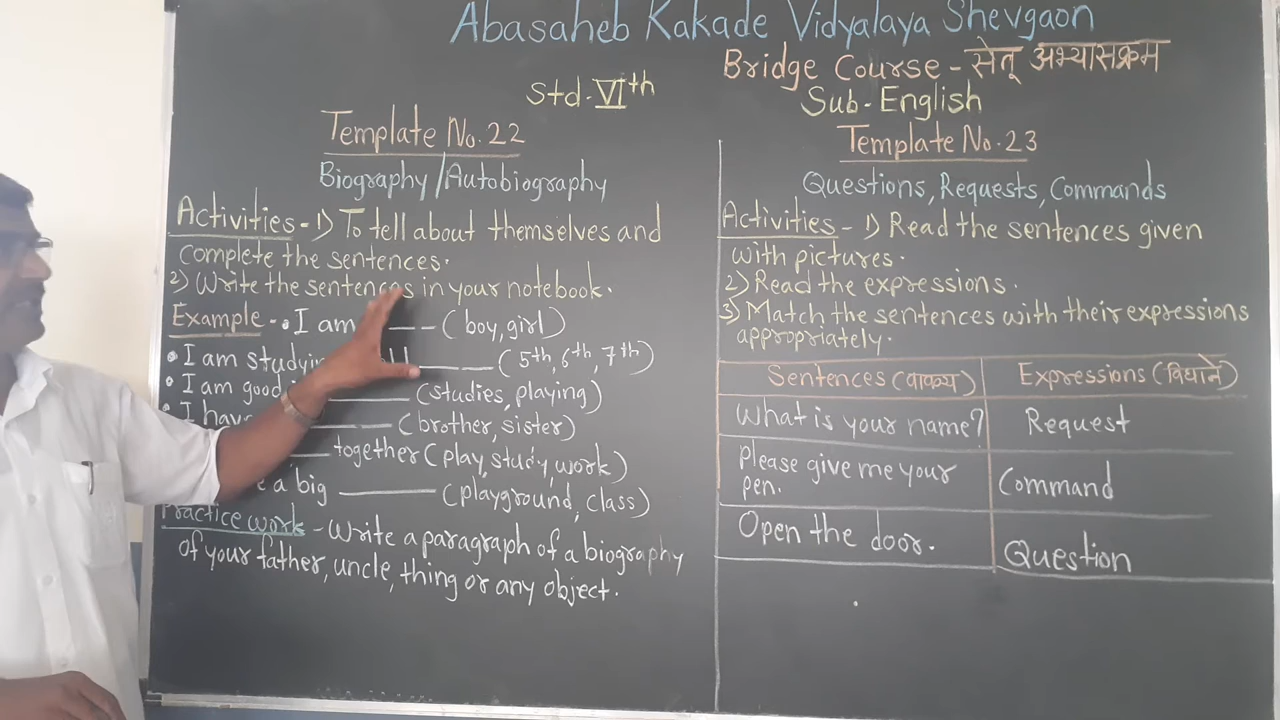 Abasaheb Kakade Vidyalaya Shevgaon
Bridge Course - सेतू अभ्यासक्रम
Std-VIth
Sub-English
Template No. 22
Biography/Autobiography
Activities - 1) To tell about themselves and
complete the sentences.
2) Write the sentences in your notebook.
Example - • I am ___ (boy, girl)
• I am ______ (5th, 6th, 7th)
• I am good ______ (studies, playing)
• I have ______ (brother, sister)
______ together (play, study, work)
a big ______ (playground, class)
Practice work - Write a paragraph of a biography
of your father, uncle, thing or any object.
Template No. 23
Questions, Requests, Commands
Activities - 1) Read the sentences given
with pictures.
2) Read the expressions.
3) Match the sentences with their expressions
appropriately.
Sentences (वाक्य) Expressions (विधाने)
What is your name? Request
Please give me your
pen. Command
Open the door. Question